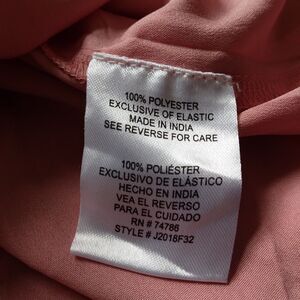 100% POLYESTER
EXCLUSIVE OF ELASTIC
MADE IN INDIA
SEE REVERSE FOR CARE
100% POLIÉSTER
EXCLUSIVO DE ELÁSTICO
HECHO EN INDIA
VEA EL REVERSO
PARA EL CUIDADO
RN # 74786
STYLE # J2018F32